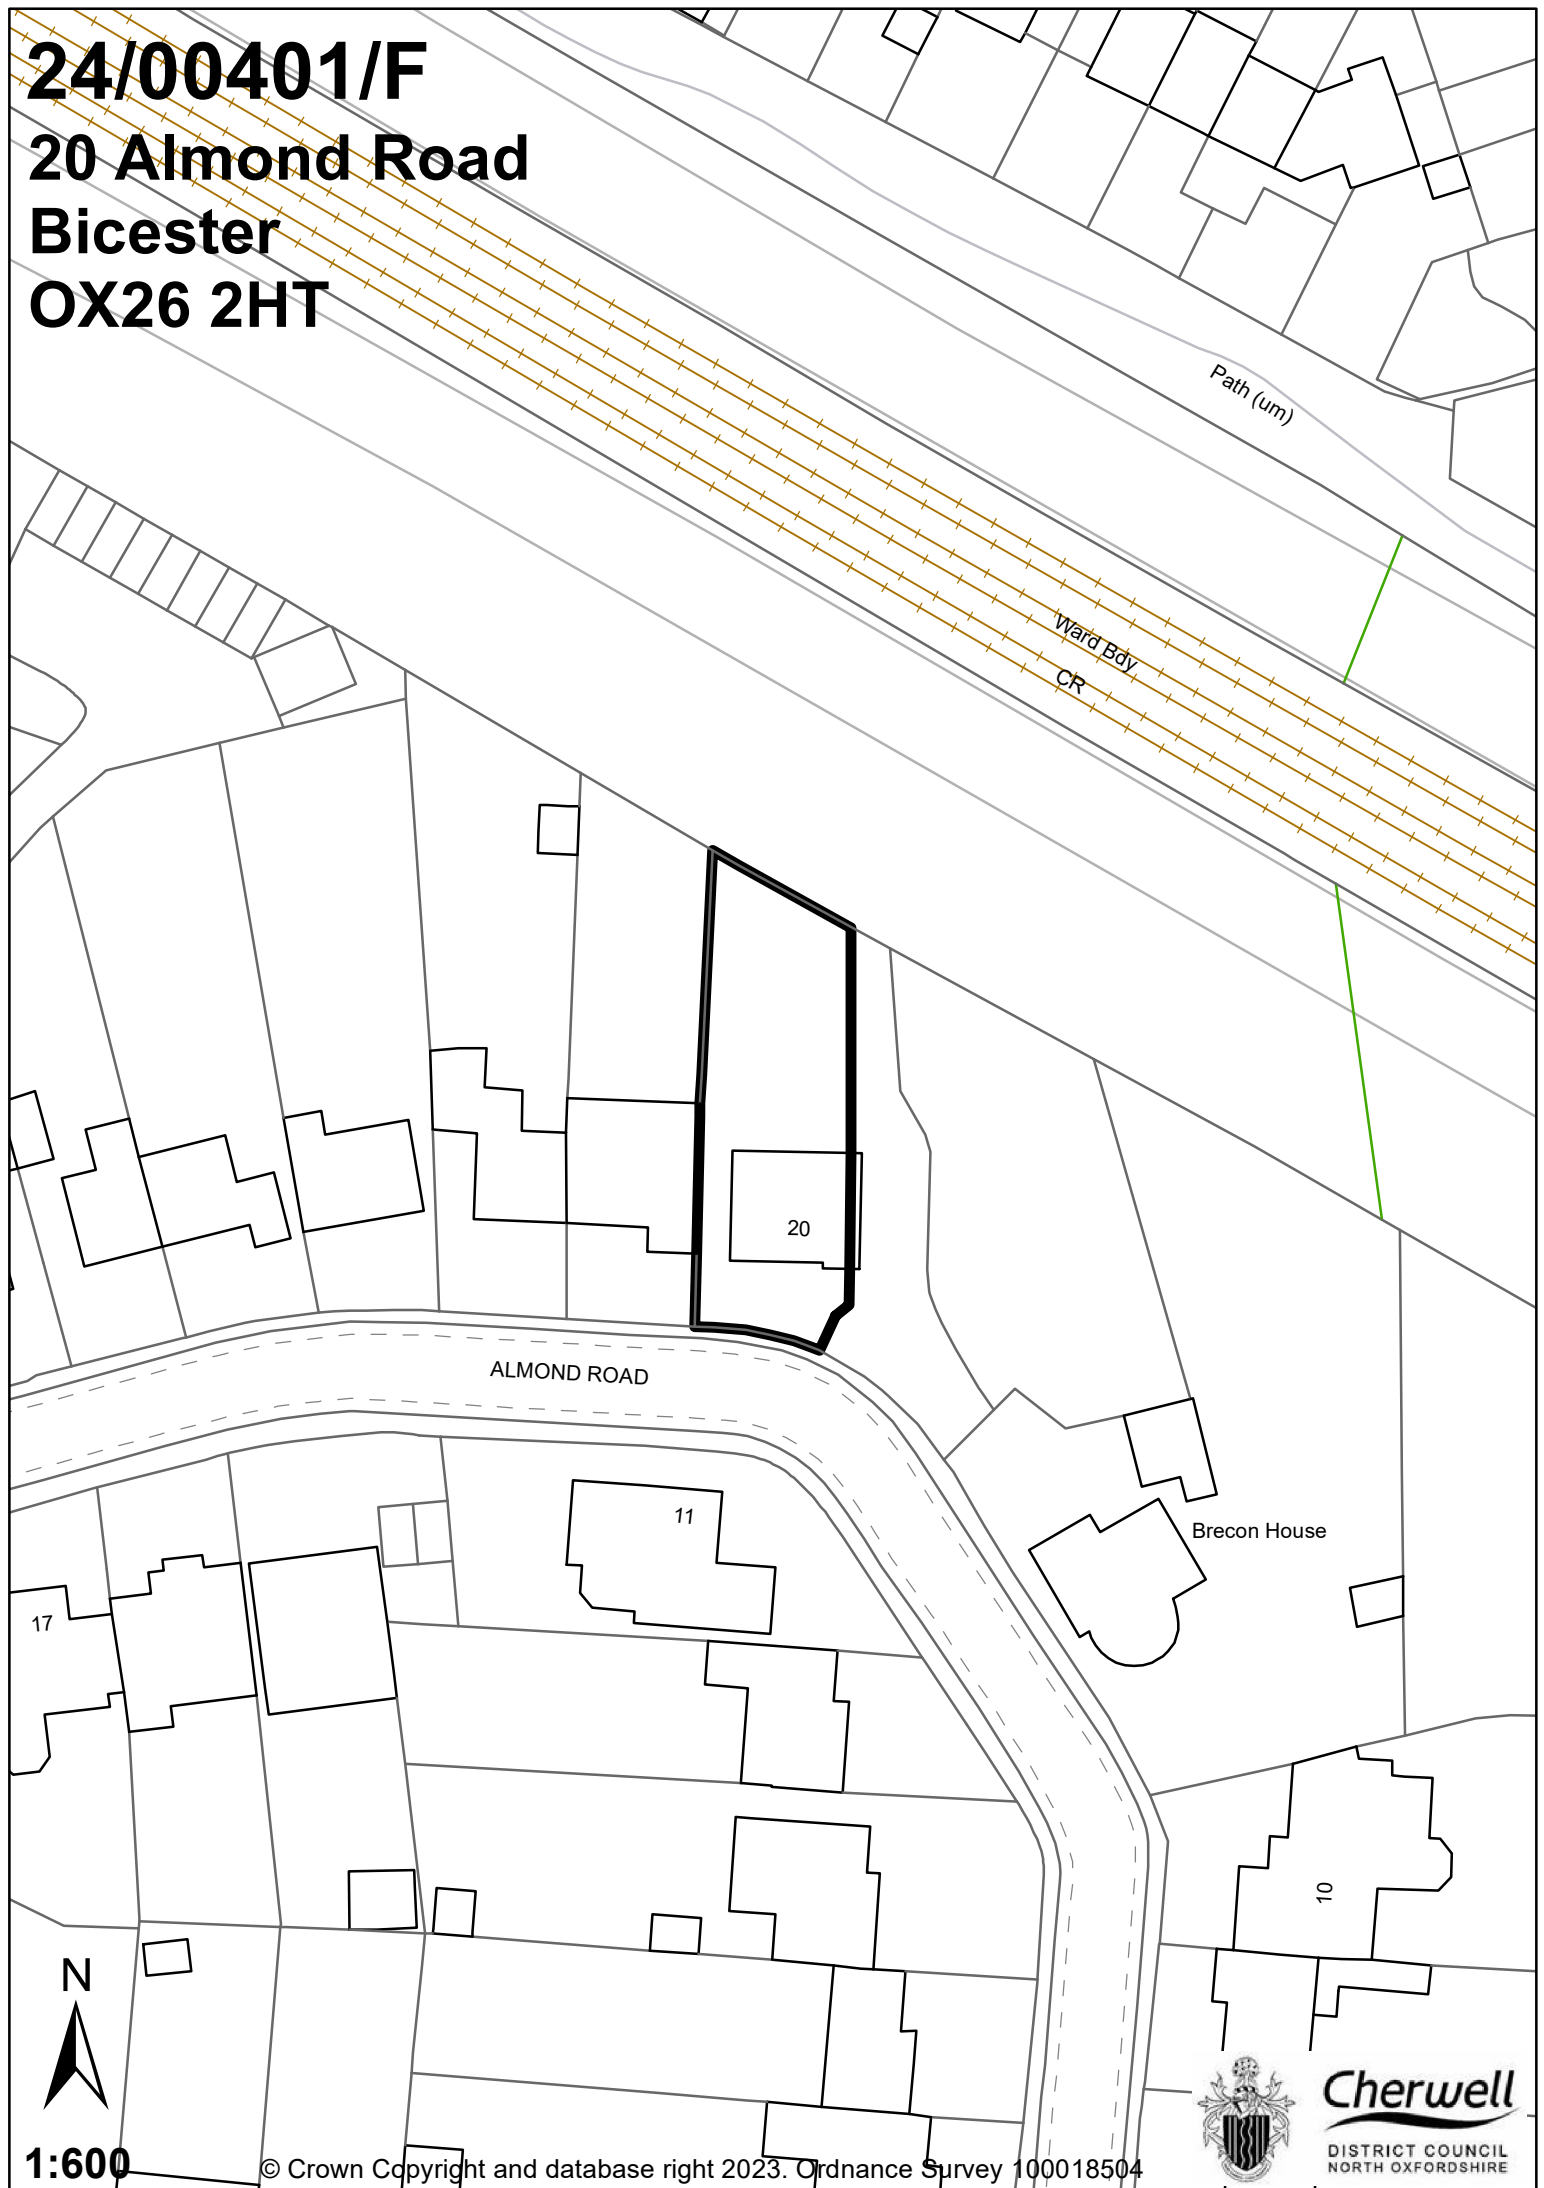 24/00401/F
20 Almond Road
Bicester
OX26 2HT
Path (um)
Ward Bdy
CR
20
ALMOND ROAD
11
Brecon House
17
10
N
1:600
© Crown Copyright and database right 2023. Ordnance Survey 100018504
Cherwell
DISTRICT COUNCIL
NORTH OXFORDSHIRE